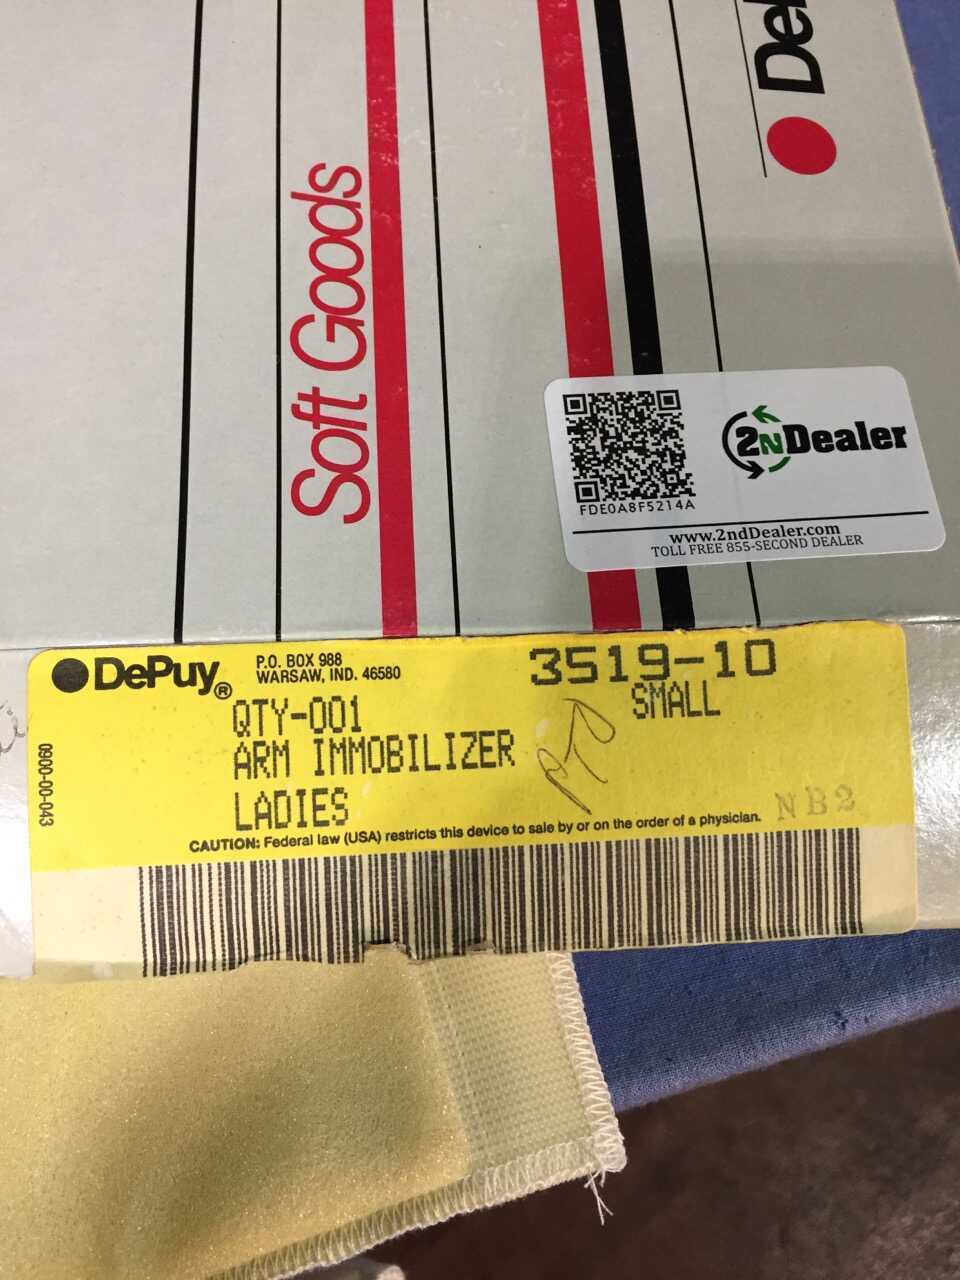 De
Soft Goods
FDE0A8F5214A
2NDealer
www.2ndDealer.com
TOLL FREE 855-SECOND DEALER
DePuy®
P.O. BOX 988
WARSAW, IND. 46580
3519-10
SMALL
QTY-001
ARM IMMOBILIZER
LADIES
0900-00-043
NB2
CAUTION: Federal law (USA) restricts this device to sale by or on the order of a physician.